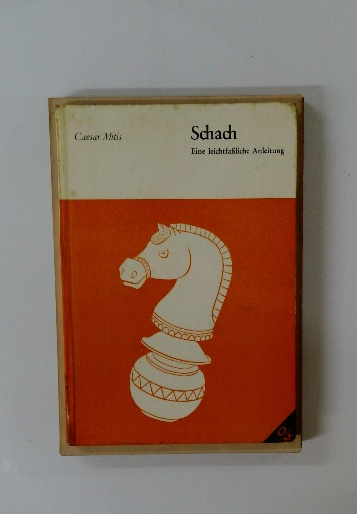 Caesar Mitis
Schach
Eine leichtfaßliche Anleitung